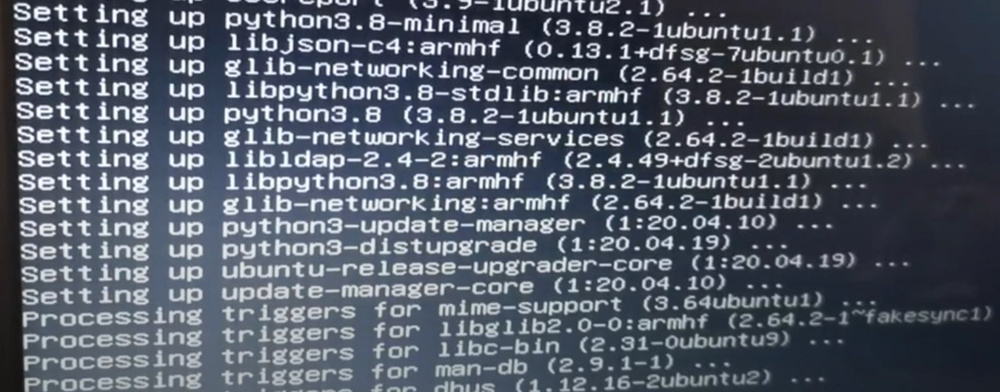 up (3.9-1ubuntu2.1) ...
Setting up python3.8-minimal (3.8.2-1ubuntu1.1) ...
Setting up libjson-c4:armhf (0.13.1+dfsg-7ubuntu0.1) ...
Setting up glib-networking-common (2.64.2-1build1) ...
Setting up libpython3.8-stdlib:armhf (3.8.2-1ubuntu1.1) ...
Setting up python3.8 (3.8.2-1ubuntu1.1) ...
Setting up glib-networking-services (2.64.2-1build1) ...
Setting up libldap-2.4-2:armhf (2.4.49+dfsg-2ubuntu1.2) ...
Setting up libpython3.8:armhf (3.8.2-1ubuntu1.1) ...
Setting up glib-networking:armhf (2.64.2-1build1) ...
Setting up python3-update-manager (1:20.04.10) ...
Setting up python3-distupgrade (1:20.04.19) ...
Setting up ubuntu-release-upgrader-core (1:20.04.19) ...
Setting up update-manager-core (1:20.04.10) ...
Processing triggers for mime-support (3.64ubuntu1) ...
Processing triggers for libglib2.0-0:armhf (2.64.2-1~fakesync1)
Processing triggers for libc-bin (2.31-0ubuntu9) ...
Processing triggers for man-db (2.9.1-1) ...
triggers for dbus (1.12.16-2ubuntu2) ...